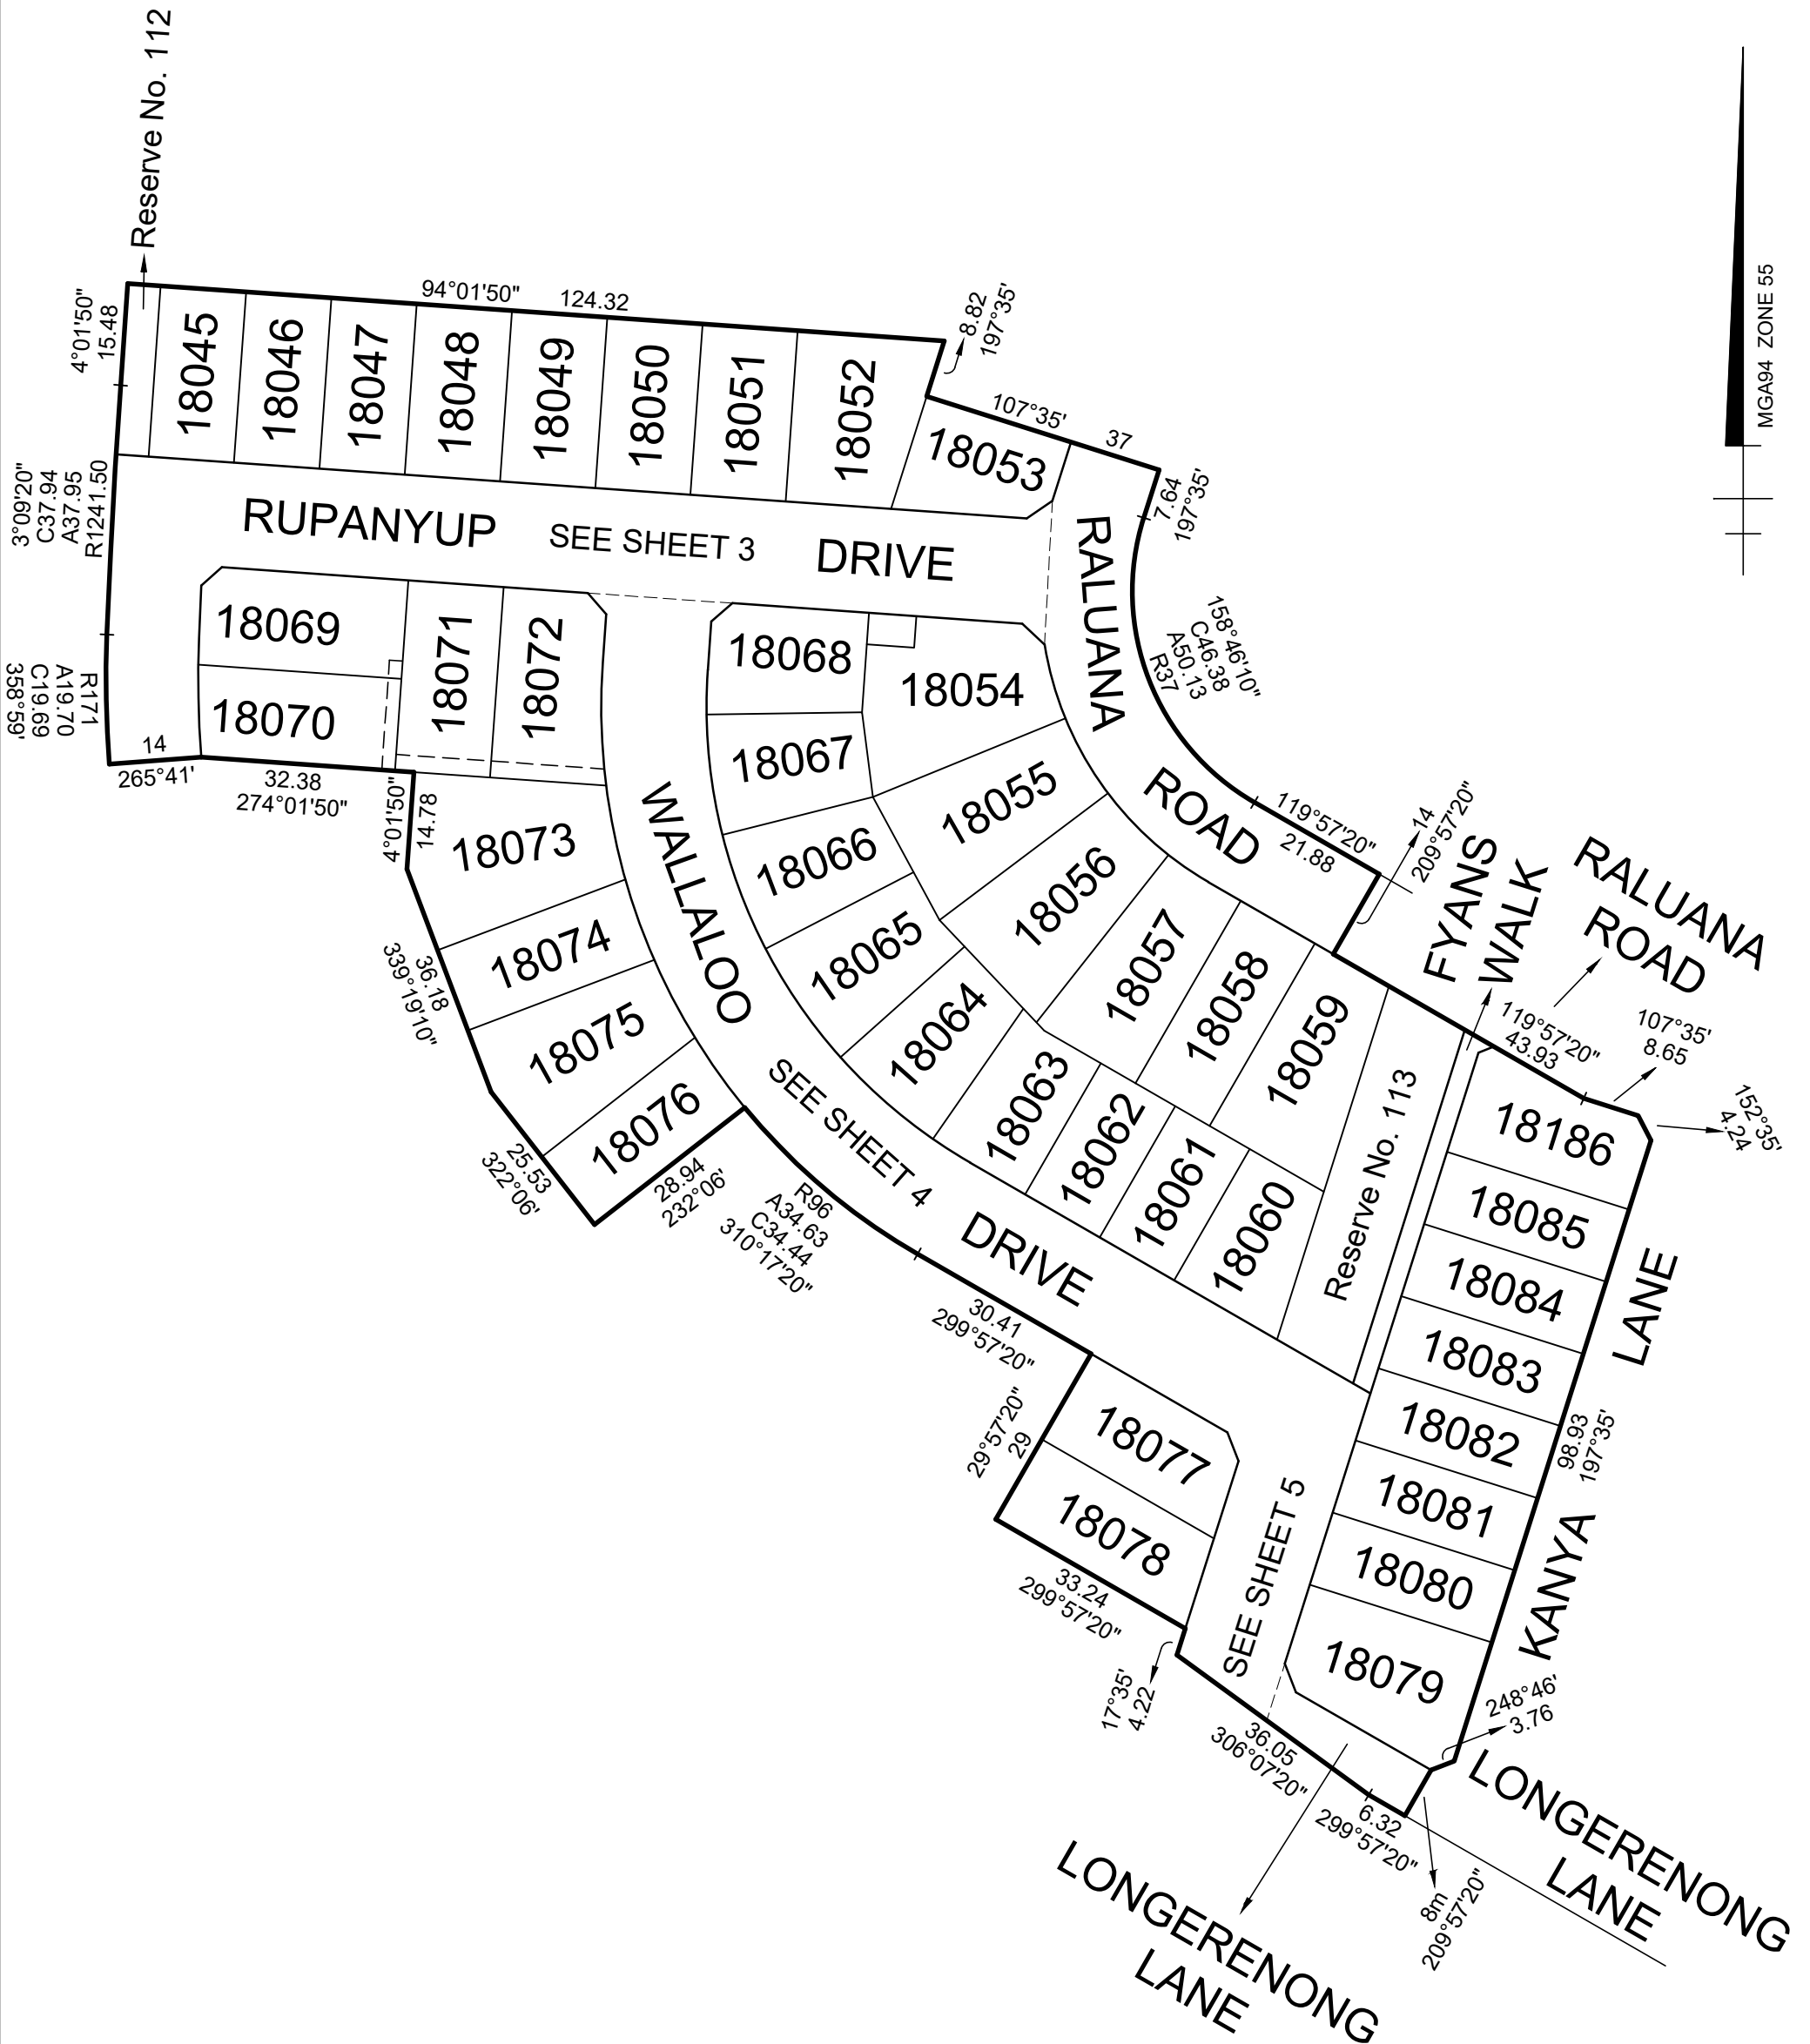 Reserve No. 112
MGA94 ZONE 55
94°01'50" 124.32
4°01'50"
15.48
8.82
197°35'
18045
18046
18047
18048
18049
18050
18051
18052
107°35' 37
18053
7.64
197°35'
3°09'20"
C37.94
A37.95
R1241.50
RUPANYUP SEE SHEET 3 DRIVE
RALUANA
ROAD
158°46'10"
C46.38
A50.13
R37
18069
18070
18071
18072
18068
18054
R171
A19.70
C19.69
358°59'
14
265°41'
32.38
274°01'50"
4°01'50"
14.78
18067
18055
119°57'20"
21.88
14
209°57'20"
FYANS
WALK
RALUANA
ROAD
WALLALOO
18073
18066
18056
18074
18065
18057
18058
18059
36.18
339°19'10"
18075
18064
119°57'20"
43.93
107°35'
8.65
152°35'
4.24
18076
SEE SHEET 4
18063
18062
18061
18060
Reserve No. 113
18186
18085
18084
18083
18082
18081
18080
18079
25.53
322°06'
28.94
232°06'
R96
A34.63
C34.44
310°17'20"
DRIVE
30.41
299°57'20"
LANE
98.93
197°35'
KANYA
29°57'20"
29
18077
18078
SEE SHEET 5
33.24
299°57'20"
17°35'
4.22
248°46'
3.76
36.05
306°07'20"
6.32
299°57'20"
8m
209°57'20"
LONGERENONG
LANE
LONGERENONG
LANE